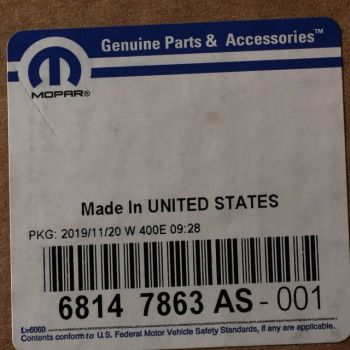 Genuine Parts & Accessories™
MOPAR®
Made In UNITED STATES
PKG: 2019/11/20 W 400E 09:28
6814 7863 AS - 001
L=6060
Contents conform to U.S. Federal Motor Vehicle Safety Standards, if any are applicable.